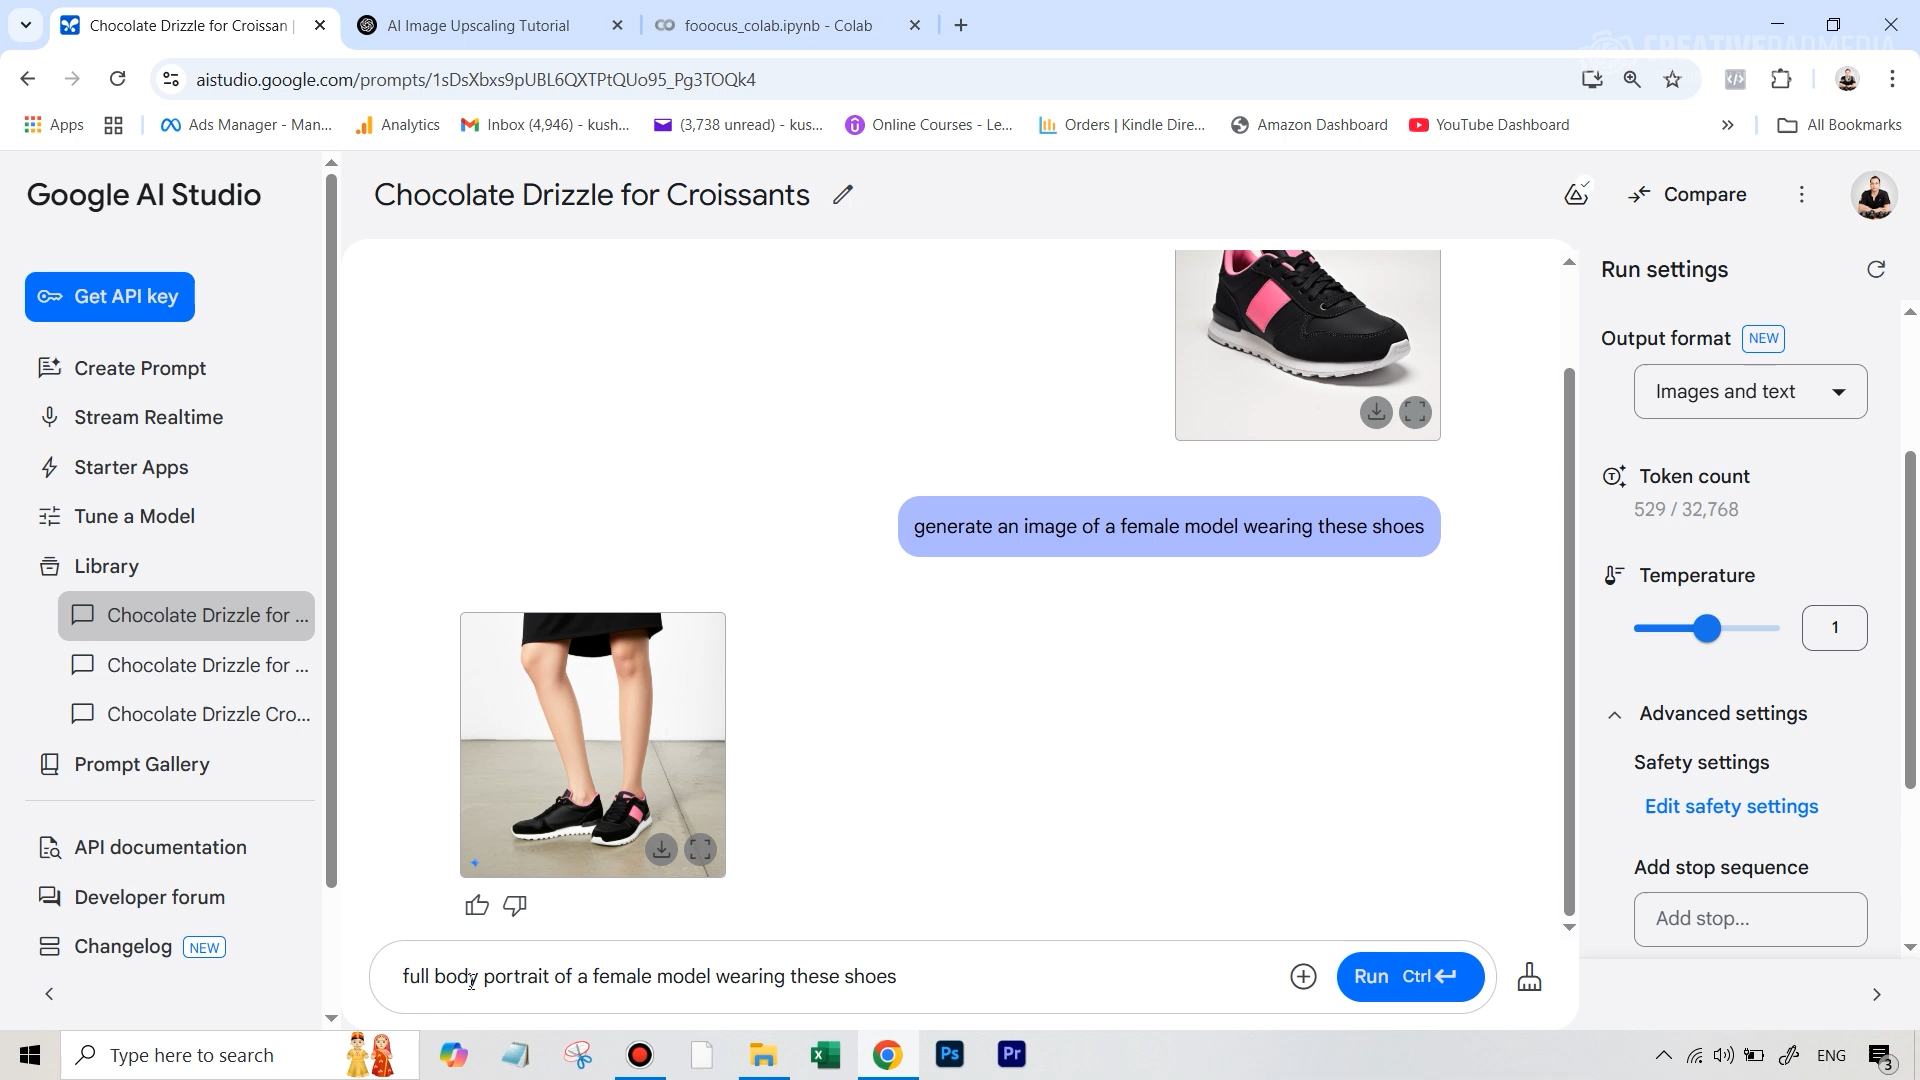 Chocolate Drizzle for Croissan
AI Image Upscaling Tutorial
fooocus_colab.ipynb - Colab
CREATIVEPADMEDIA
aistudio.google.com/prompts/1sDsXbxs9pUBL6QXTPtQUo95_Pg3TOQk4
Apps
Ads Manager - Man...
Analytics
Inbox (4,946) - kush...
(3,738 unread) - kus...
Online Courses - Le...
Orders | Kindle Dire...
Amazon Dashboard
YouTube Dashboard
All Bookmarks
Google AI Studio
Get API key
Create Prompt
Stream Realtime
Starter Apps
Tune a Model
Library
Chocolate Drizzle for ...
Chocolate Drizzle for ...
Chocolate Drizzle Cro...
Prompt Gallery
API documentation
Developer forum
Changelog NEW
Chocolate Drizzle for Croissants
Compare
generate an image of a female model wearing these shoes
full body portrait of a female model wearing these shoes
Run Ctrl
Run settings
Output format NEW
Images and text
Token count
529 / 32,768
Temperature
1
Advanced settings
Safety settings
Edit safety settings
Add stop sequence
Add stop...
Type here to search
Ps
Pr
ENG
3